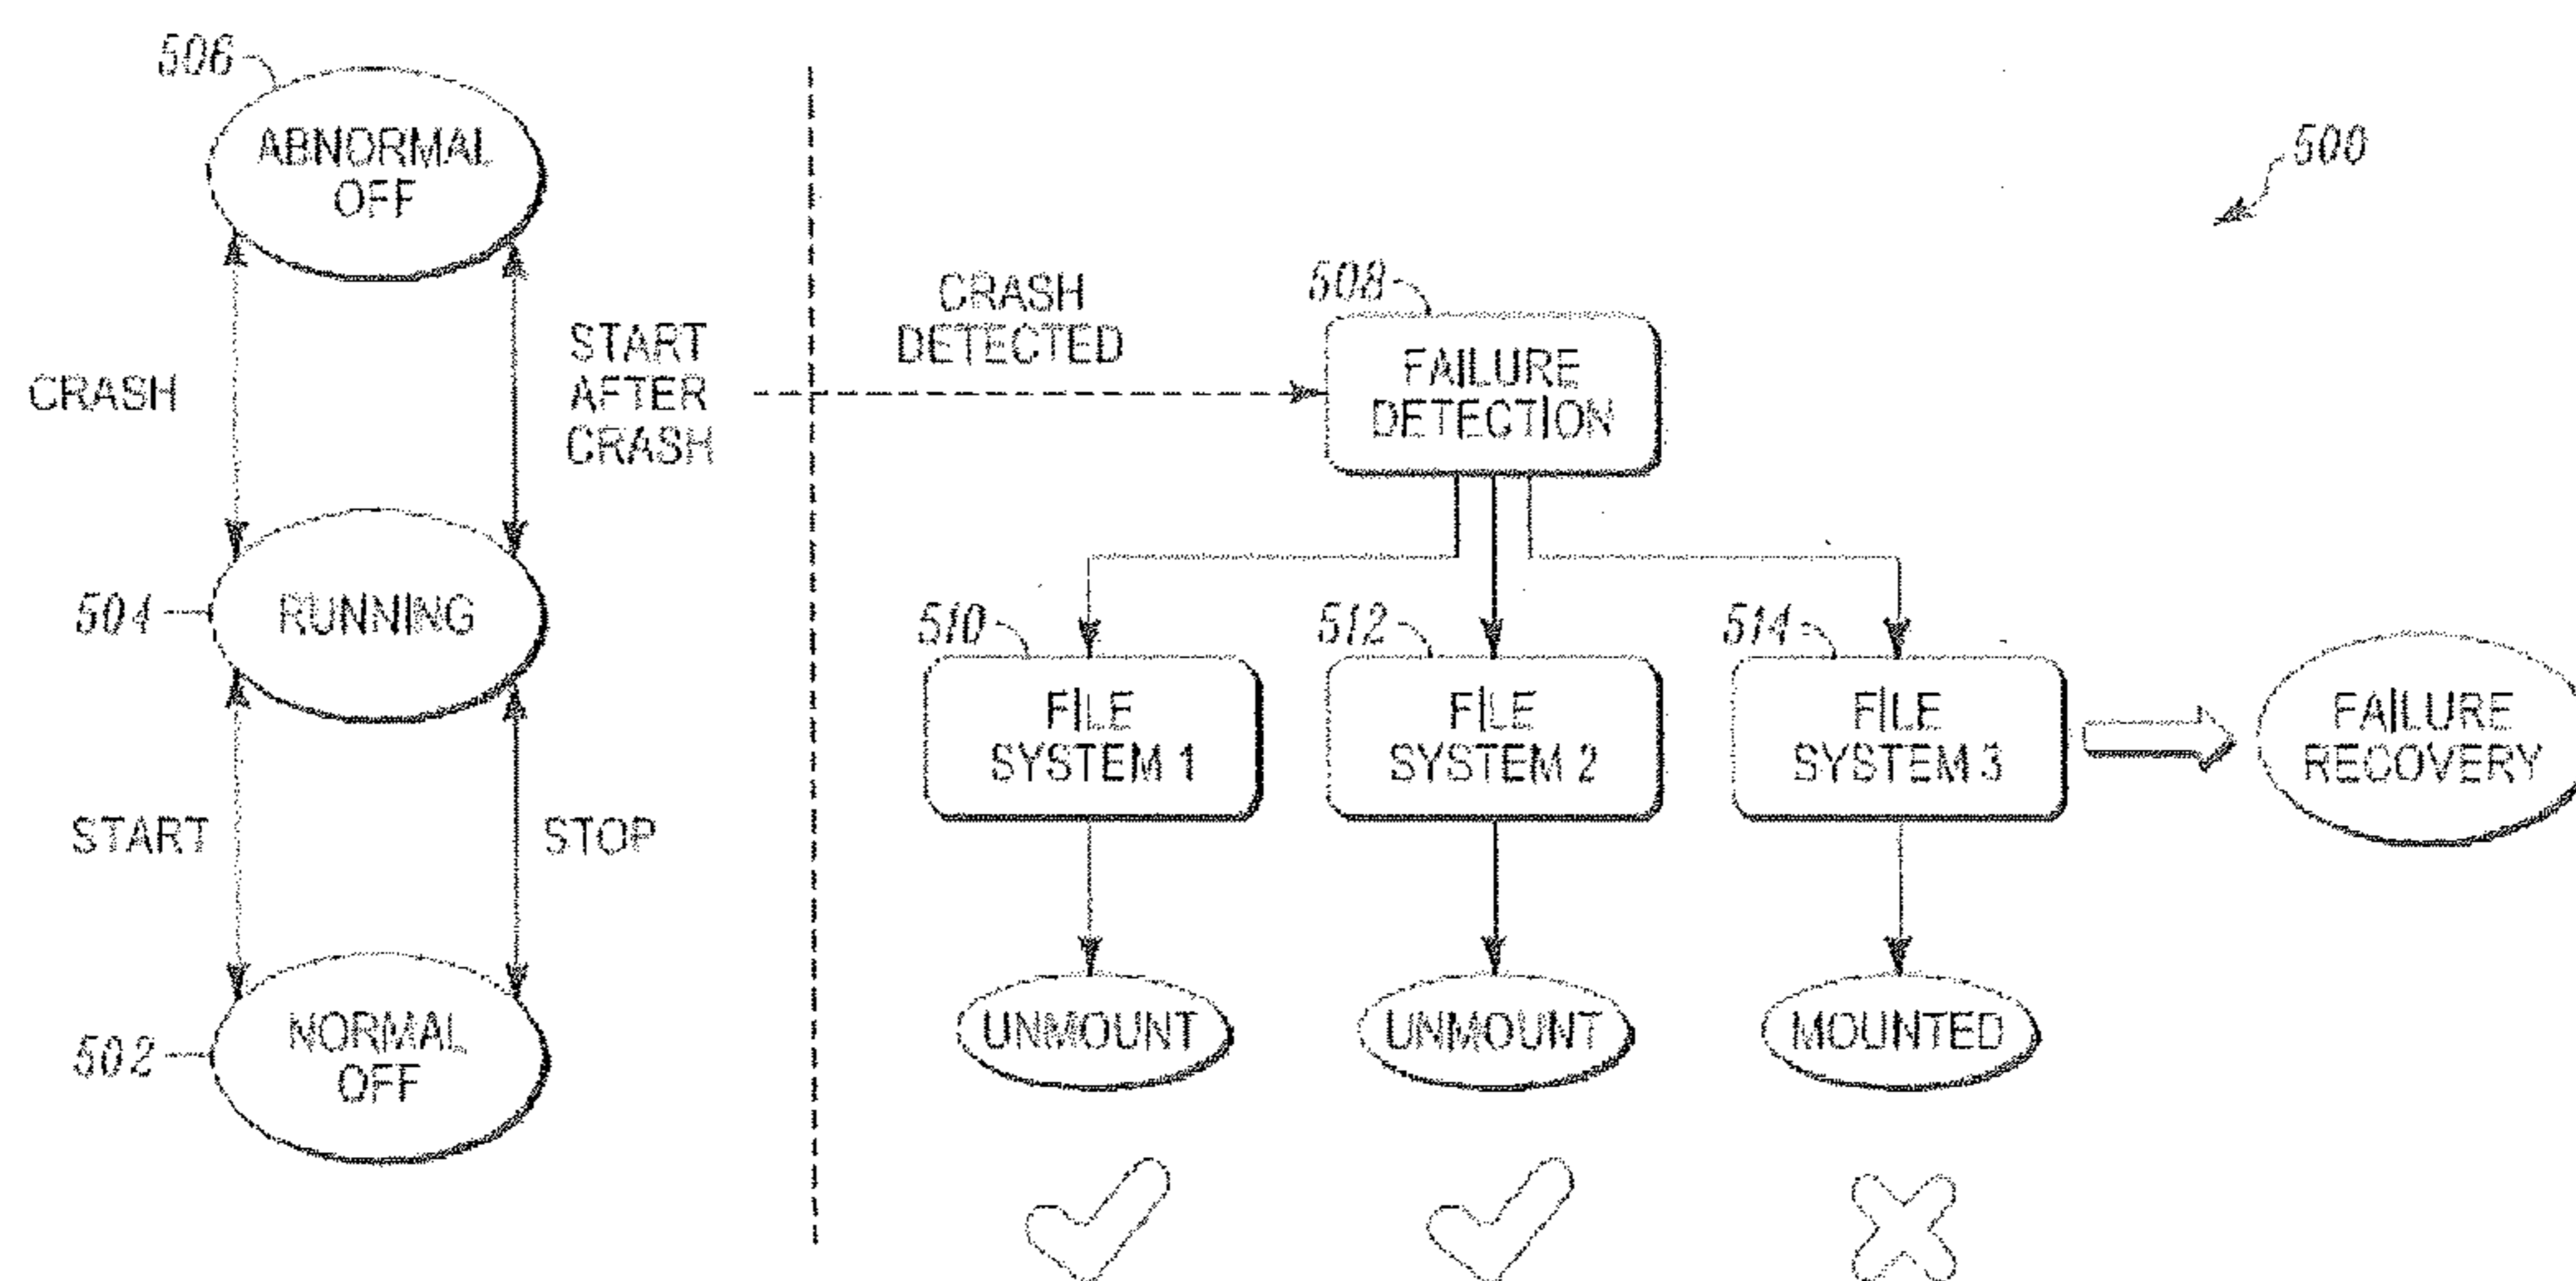 506
ABNORMAL
OFF
500
CRASH
START
AFTER
CRASH
CRASH
DETECTED
508
FAILURE
DETECTION
504
RUNNING
510
FILE
SYSTEM 1
512
FILE
SYSTEM 2
514
FILE
SYSTEM 3
FAILURE
RECOVERY
START
STOP
502
NORMAL
OFF
UNMOUNT
UNMOUNT
MOUNTED